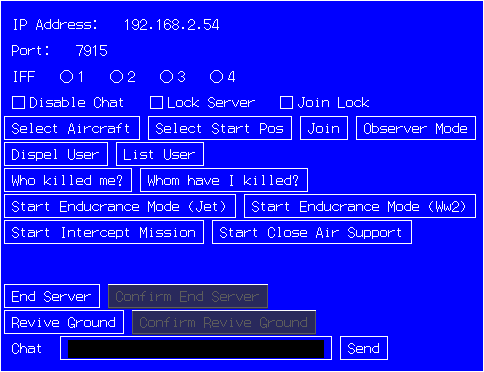 IP Address: 192.168.2.54
Port: 7915
IFF 1 2 3 4
Disable Chat Lock Server Join Lock
Select Aircraft Select Start Pos Join Observer Mode
Dispel User List User
Who killed me? Whom have I killed?
Start Enducrance Mode (Jet) Start Enducrance Mode (Ww2)
Start Intercept Mission Start Close Air Support
End Server Confirm End Server
Revive Ground Confirm Revive Ground
Chat Send